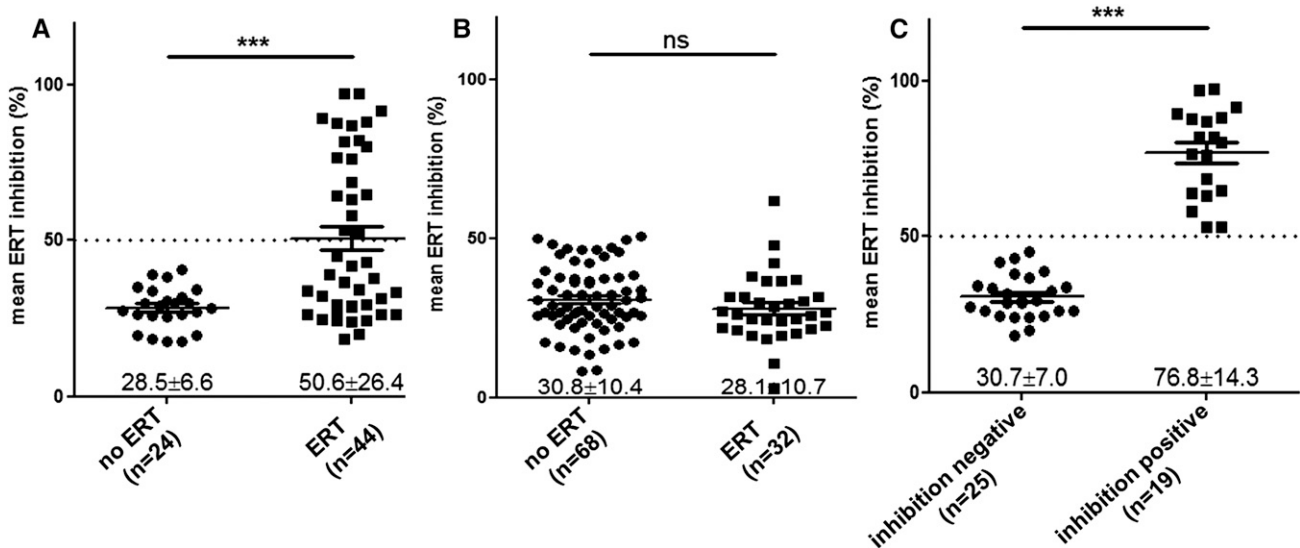 A
***
mean ERT inhibition (%)
100
50
0
28.5±6.6
50.6±26.4
no ERT
(n=24)
ERT
(n=44)
B
ns
mean ERT inhibition (%)
100
50
0
30.8±10.4
28.1±10.7
no ERT
(n=68)
ERT
(n=32)
C
***
mean ERT inhibition (%)
100
50
0
30.7±7.0
76.8±14.3
inhibition negative
(n=25)
inhibition positive
(n=19)